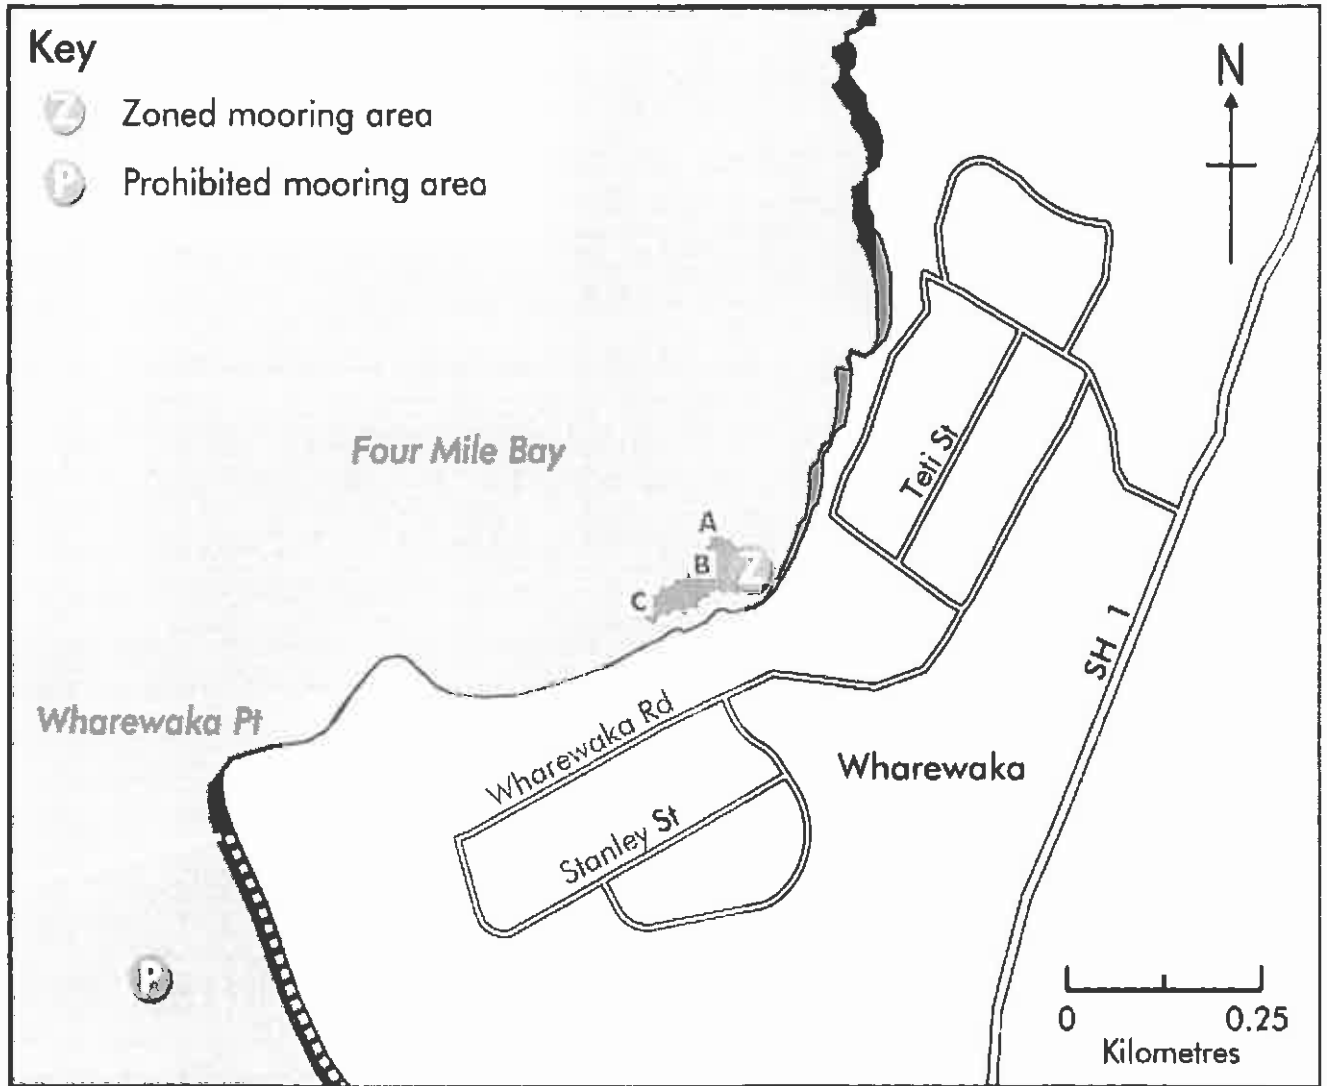 Key
N
Z Zoned mooring area
P Prohibited mooring area
Four Mile Bay
Teti St
A
B
Z
C
SH 1
Wharewaka Pt
Wharewaka Rd
Wharewaka
Stanley St
P
0 0.25
Kilometres